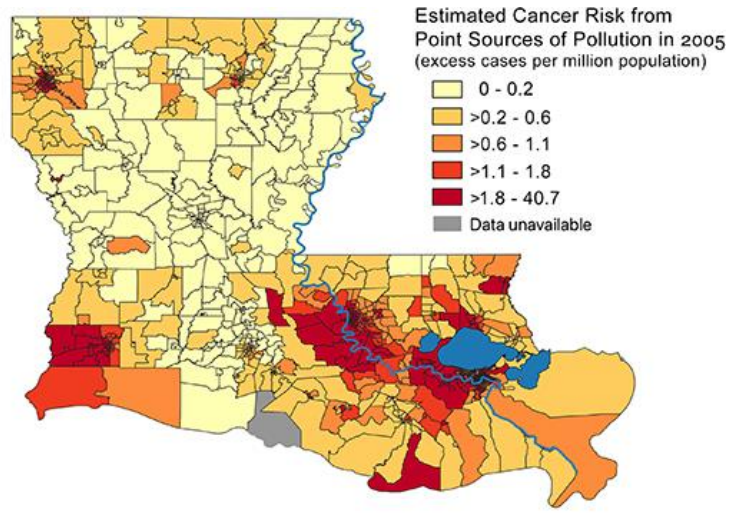 Estimated Cancer Risk from
Point Sources of Pollution in 2005
(excess cases per million population)
0 - 0.2
>0.2 - 0.6
>0.6 - 1.1
>1.1 - 1.8
>1.8 - 40.7
Data unavailable